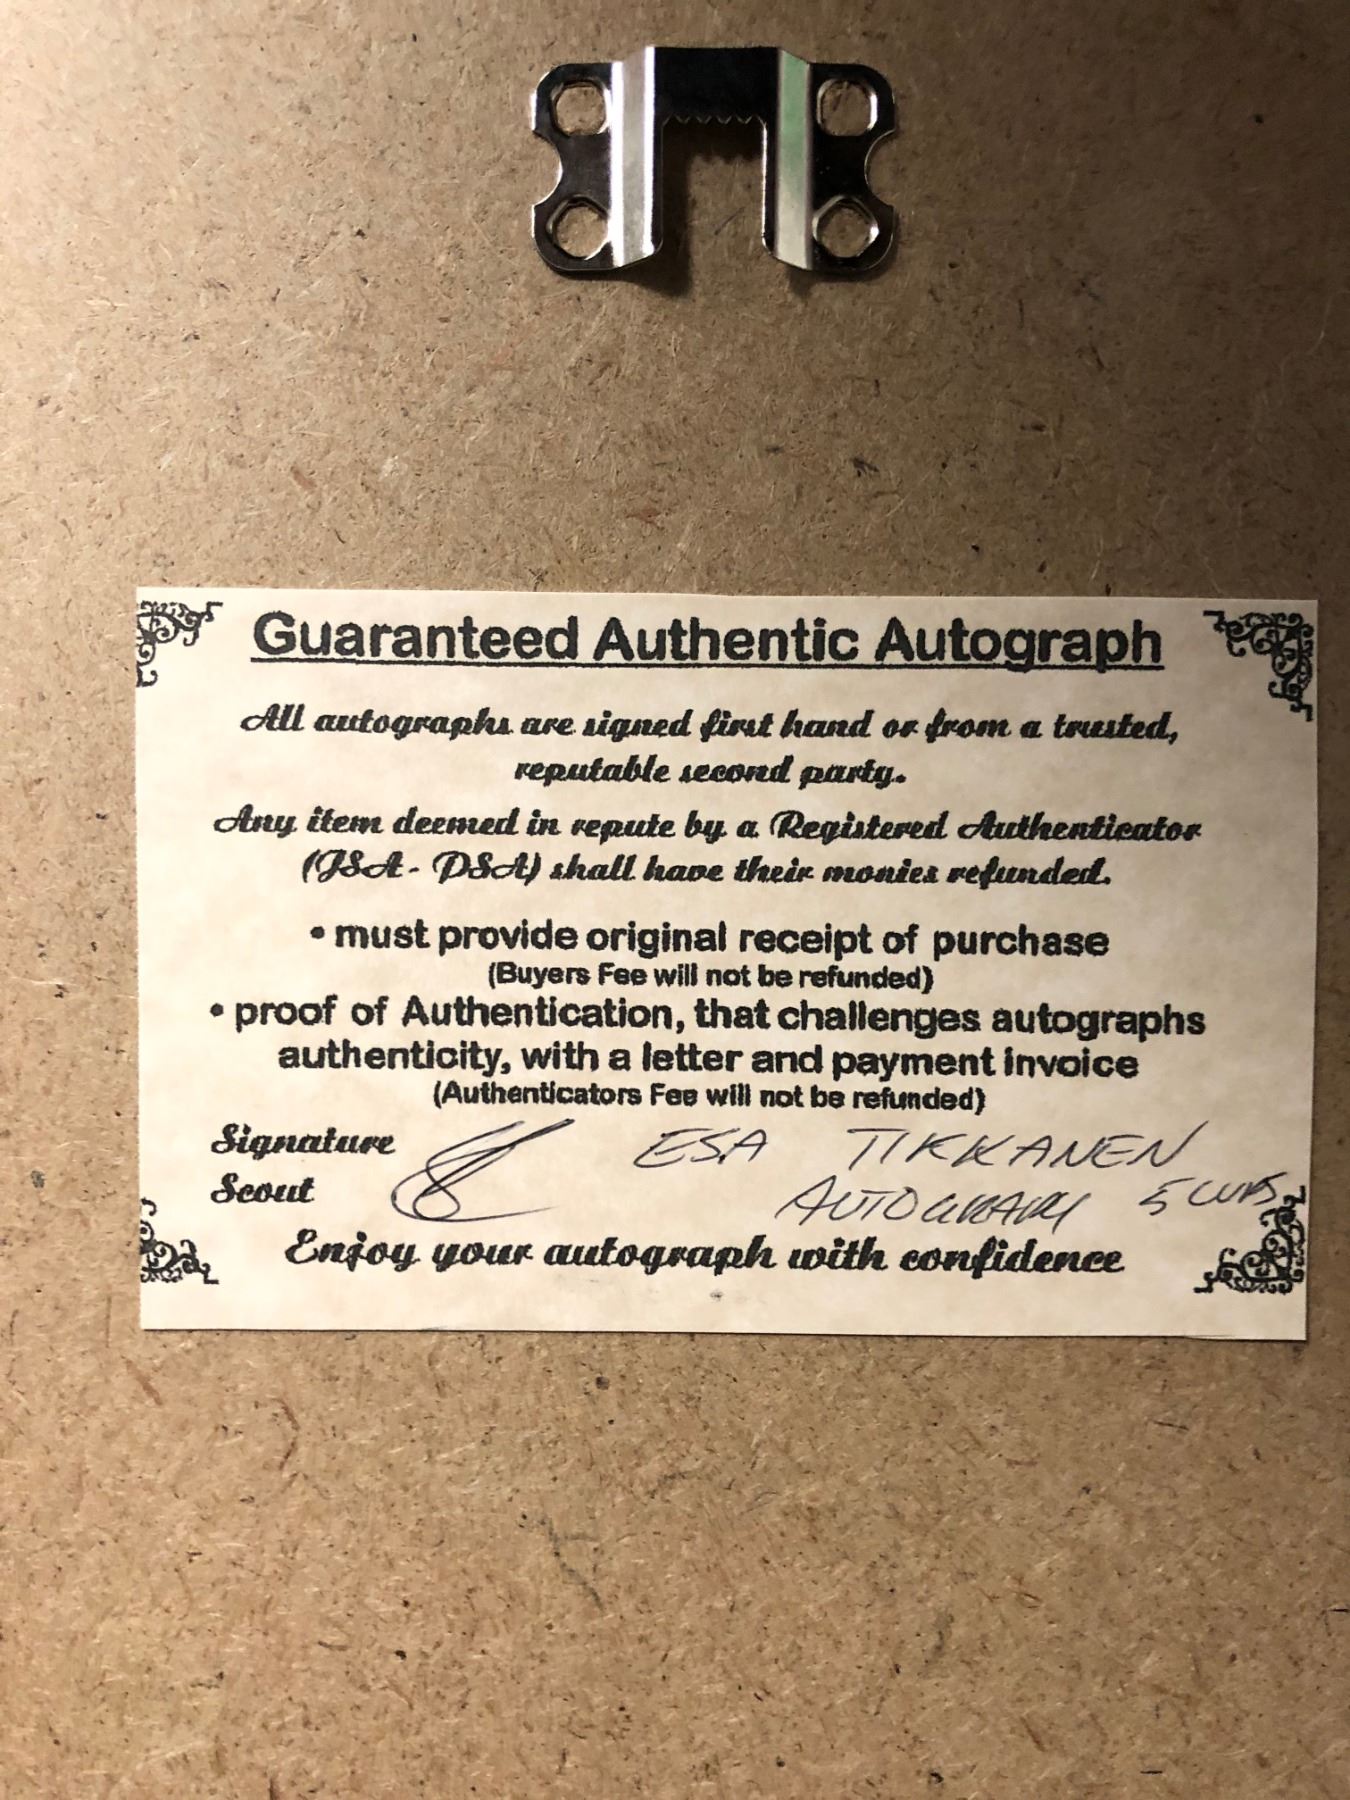 Guaranteed Authentic Autograph
All autographs are signed first hand or from a trusted,
reputable second party.
Any item deemed in repute by a Registered Authenticator
(JSA - PSA) shall have their monies refunded.
• must provide original receipt of purchase
(Buyers Fee will not be refunded)
• proof of Authentication, that challenges autographs
authenticity, with a letter and payment invoice
(Authenticators Fee will not be refunded)
Signature ESA TIKKANEN
Scout AUTOGRAPH 5 CUPS
Enjoy your autograph with confidence